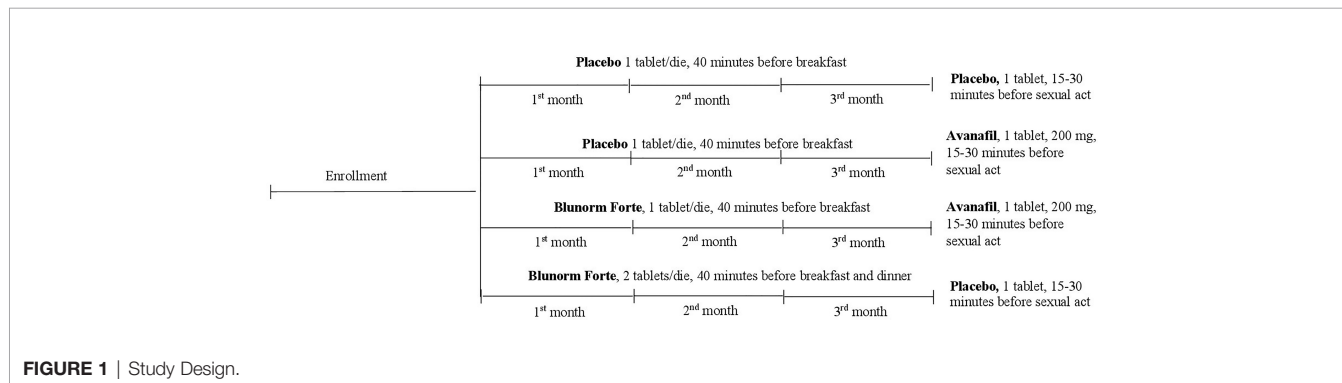 Placebo 1 tablet/die, 40 minutes before breakfast
1st month
2nd month
3rd month
Placebo, 1 tablet, 15-30
minutes before sexual act
Placebo 1 tablet/die, 40 minutes before breakfast
1st month
2nd month
3rd month
Avanafil, 1 tablet, 200 mg,
15-30 minutes before
sexual act
Enrollment
Blunorm Forte, 1 tablet/die, 40 minutes before breakfast
1st month
2nd month
3rd month
Avanafil, 1 tablet, 200 mg,
15-30 minutes before
sexual act
Blunorm Forte, 2 tablets/die, 40 minutes before breakfast and dinner
1st month
2nd month
3rd month
Placebo, 1 tablet, 15-30
minutes before sexual act
FIGURE 1 | Study Design.